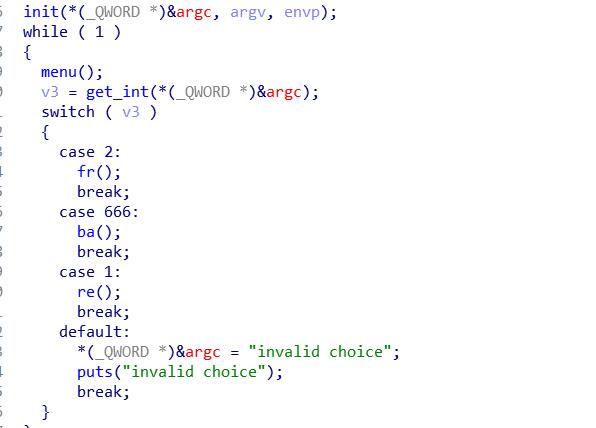 init(*(_QWORD *)&argc, argv, envp);
while ( 1 )
{
menu();
v3 = get_int(*(_QWORD *)&argc);
switch ( v3 )
{
case 2:
fr();
break;
case 666:
ba();
break;
case 1:
re();
break;
default:
*(_QWORD *)&argc = "invalid choice";
puts("invalid choice");
break;
}